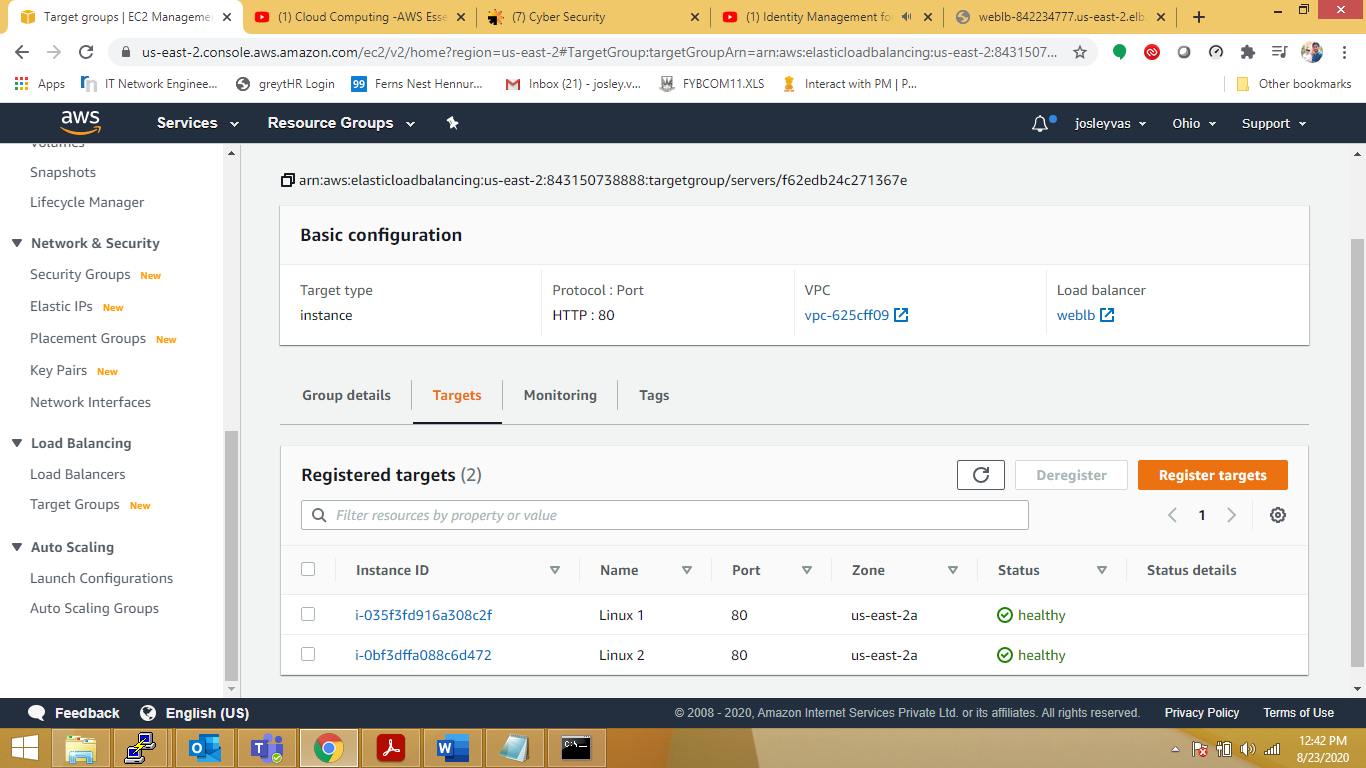 Target groups | EC2 Managemen
(1) Cloud Computing -AWS Esse
(7) Cyber Security
(1) Identity Management fo
weblb-842234777.us-east-2.elb.
us-east-2.console.aws.amazon.com/ec2/v2/home?region=us-east-2#TargetGroup:targetGroupArn=arn:aws:elasticloadbalancing:us-east-2:8431507...
Apps
IT Network Enginee...
greytHR Login
99
Ferns Nest Hennur...
Inbox (21) - josley.v...
FYBCOM11.XLS
Interact with PM | P...
Other bookmarks
aws
Services
Resource Groups
josleyvas
Ohio
Support
Volumes
Snapshots
Lifecycle Manager
Network & Security
Security Groups New
Elastic IPs New
Placement Groups New
Key Pairs New
Network Interfaces
Load Balancing
Load Balancers
Target Groups New
Auto Scaling
Launch Configurations
Auto Scaling Groups
arn:aws:elasticloadbalancing:us-east-2:843150738888:targetgroup/servers/f62edb24c271367e
Basic configuration
Target type
instance
Protocol : Port
HTTP : 80
VPC
vpc-625cff09
Load balancer
weblb
Group details
Targets
Monitoring
Tags
Registered targets (2)
Deregister
Register targets
Filter resources by property or value
1
Instance ID Name Port Zone Status Status details
i-035f3fd916a308c2f Linux 1 80 us-east-2a healthy
i-0bf3dffa088c6d472 Linux 2 80 us-east-2a healthy
Feedback
English (US)
© 2008 - 2020, Amazon Internet Services Private Ltd. or its affiliates. All rights reserved.
Privacy Policy
Terms of Use
C:\_
12:42 PM
8/23/2020